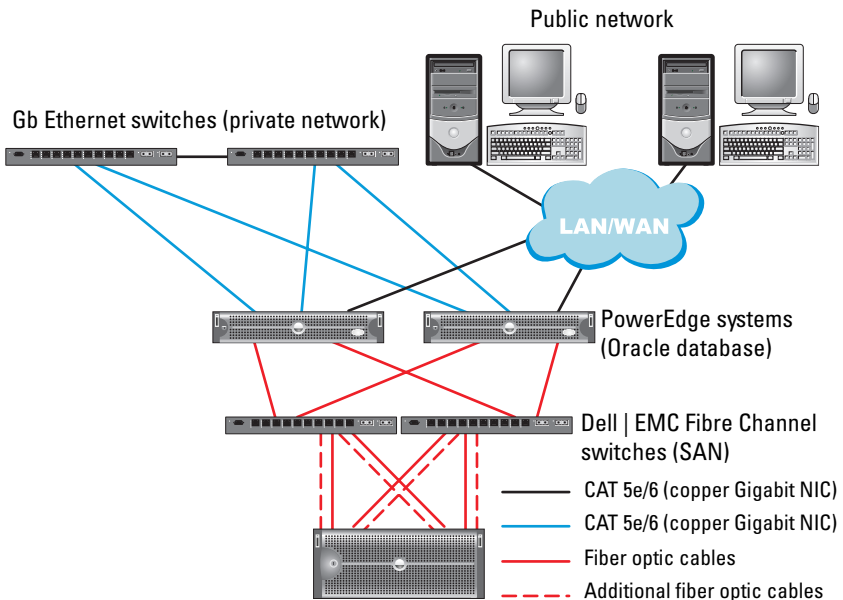 Public network
Gb Ethernet switches (private network)
LAN/WAN
PowerEdge systems
(Oracle database)
Dell | EMC Fibre Channel
switches (SAN)
CAT 5e/6 (copper Gigabit NIC)
CAT 5e/6 (copper Gigabit NIC)
Fiber optic cables
Additional fiber optic cables